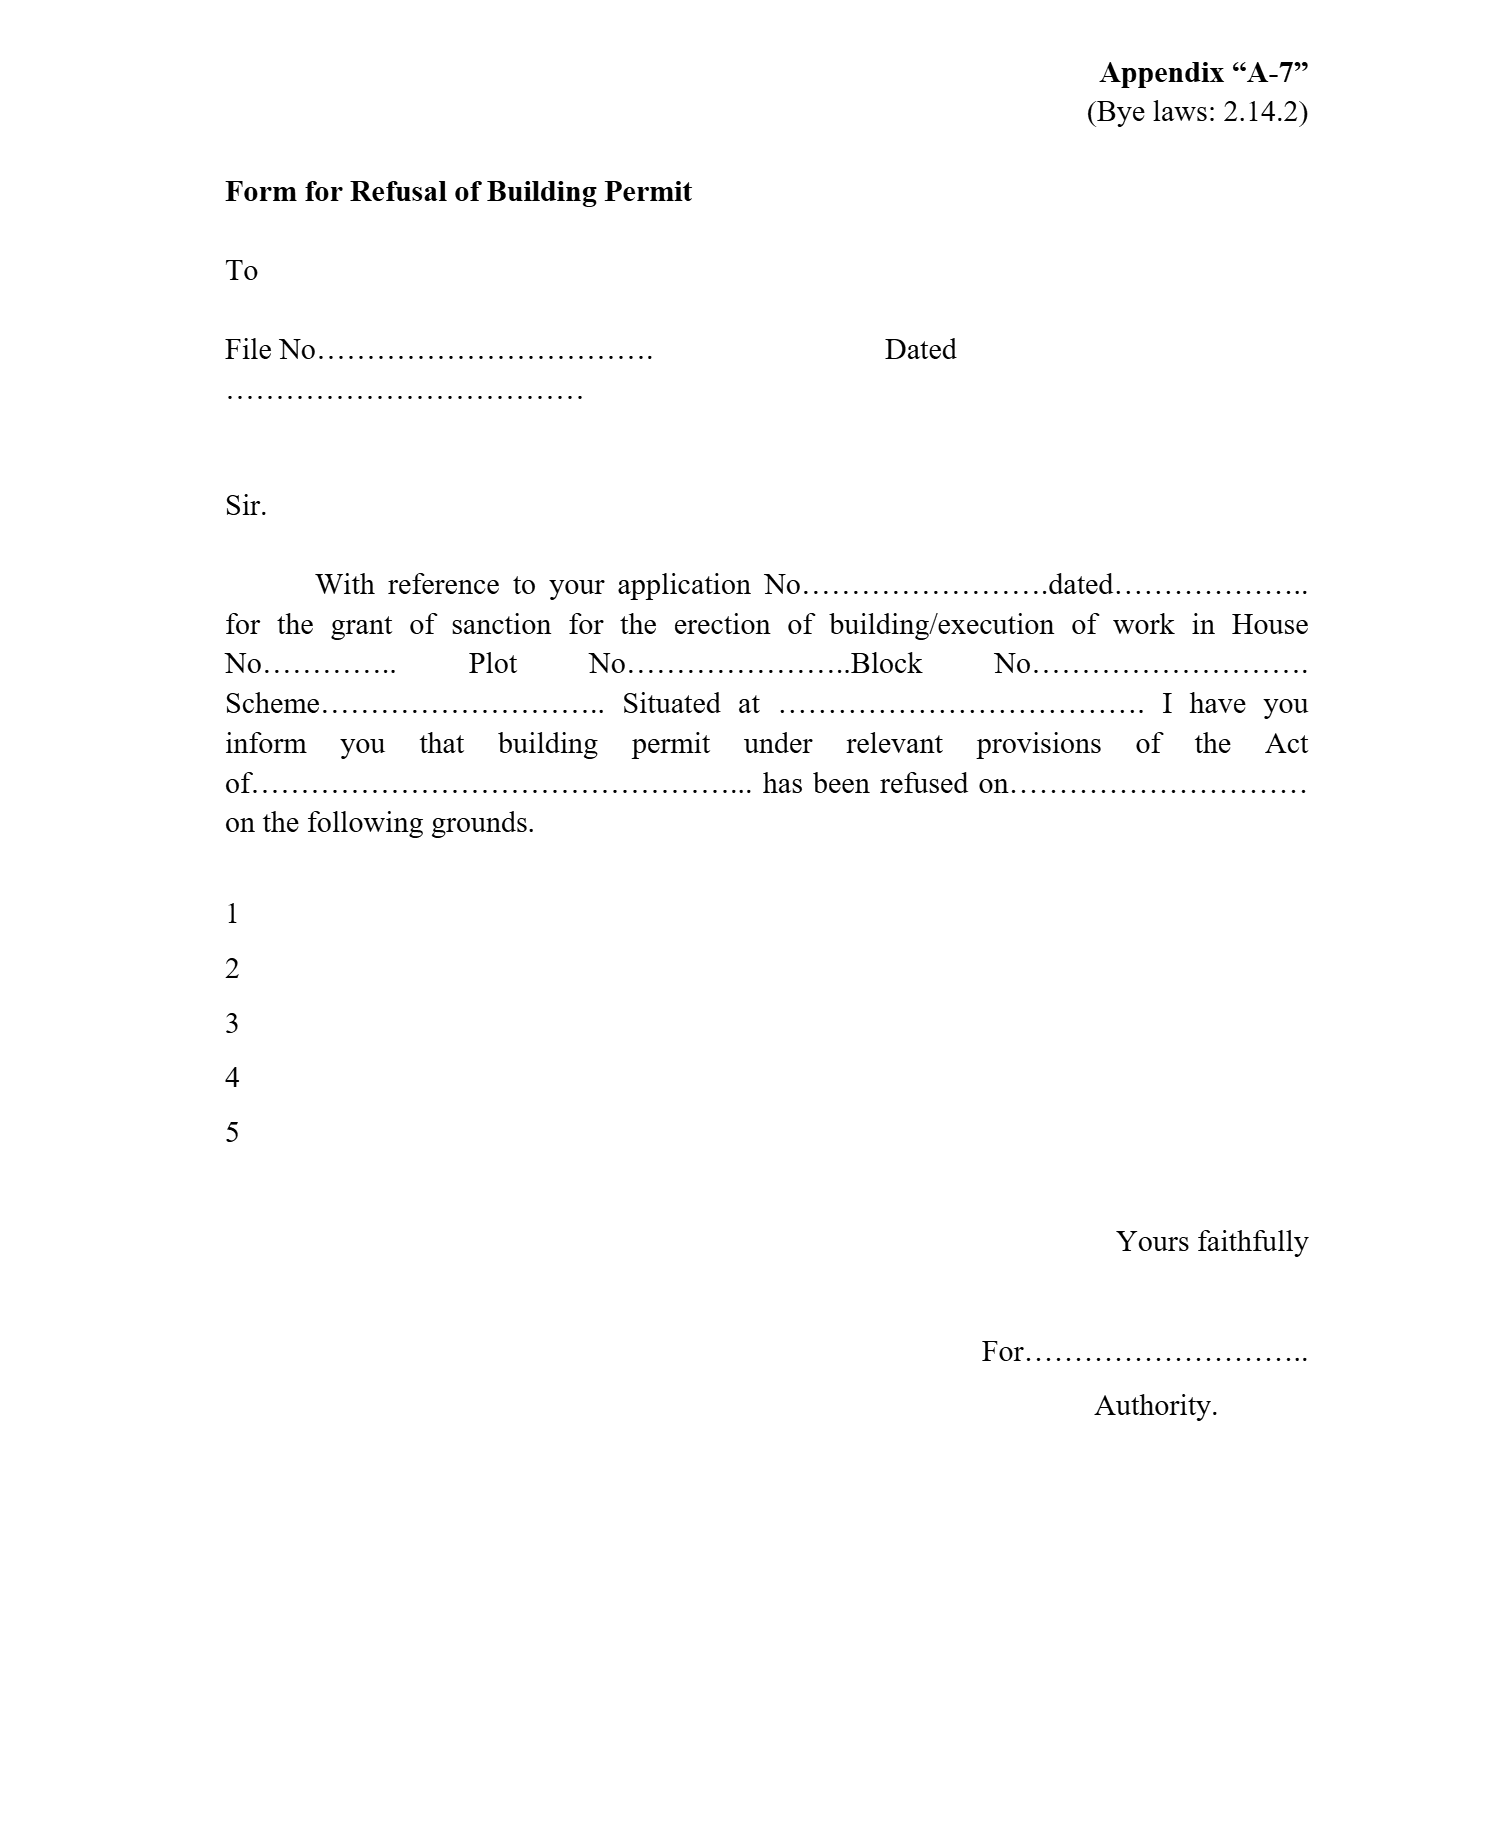 Appendix “A-7”
(Bye laws: 2.14.2)
Form for Refusal of Building Permit
To
File No……………………………. Dated
………………………………
Sir.
With reference to your application No…………………….dated………………..
for the grant of sanction for the erection of building/execution of work in House
No………….. Plot No…………………..Block No……………………….
Scheme……………………….. Situated at ………………………………. I have you
inform you that building permit under relevant provisions of the Act
of…………………………………………... has been refused on…………………………
on the following grounds.
1
2
3
4
5
Yours faithfully
For………………………..
Authority.